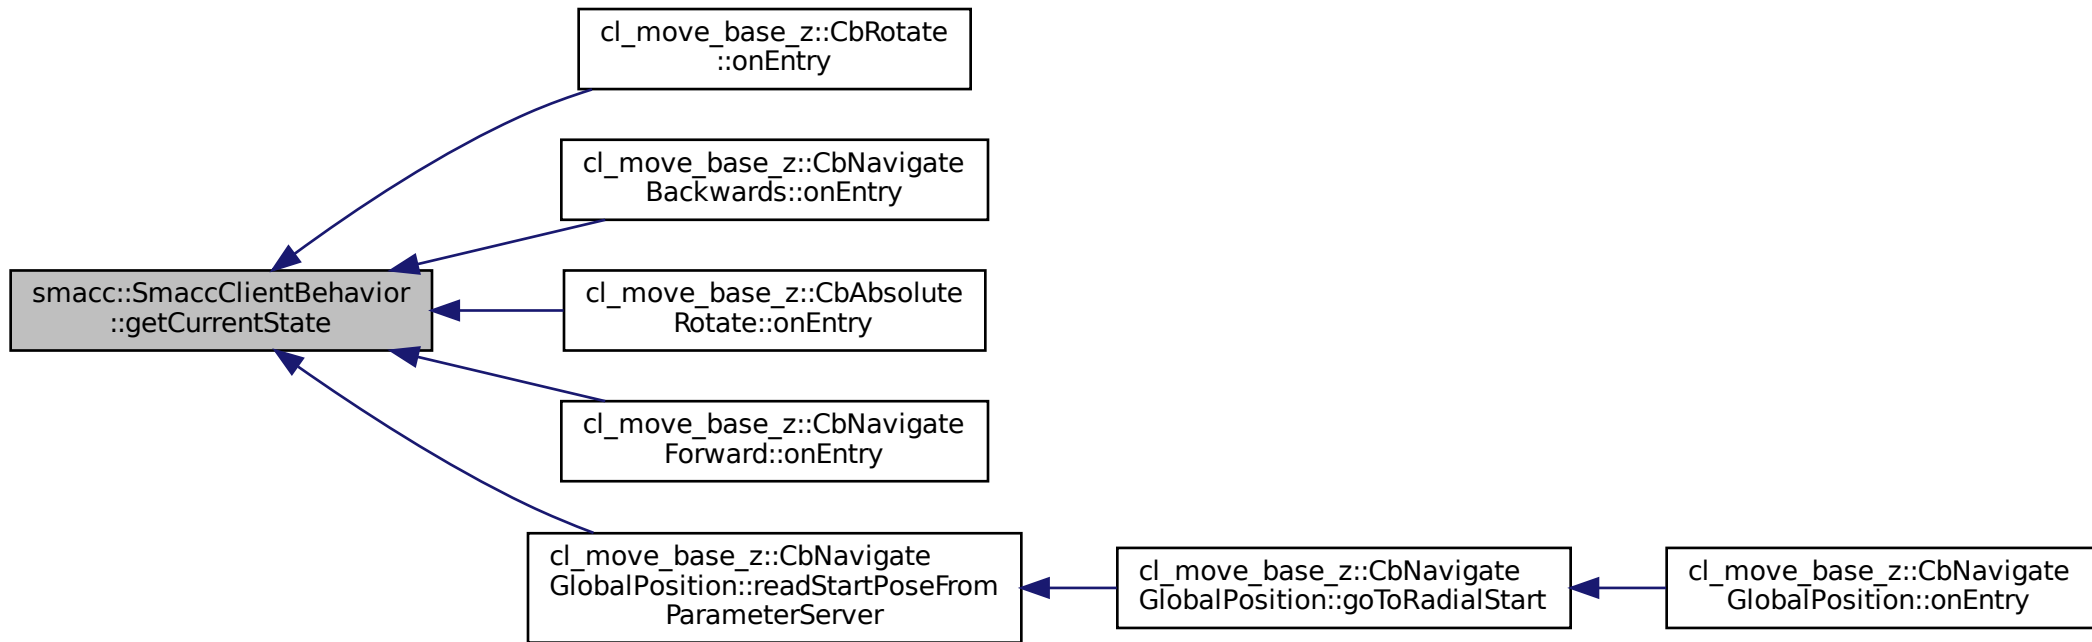 cl_move_base_z::CbRotate
::onEntry
cl_move_base_z::CbNavigate
Backwards::onEntry
smacc::SmaccClientBehavior
::getCurrentState
cl_move_base_z::CbAbsolute
Rotate::onEntry
cl_move_base_z::CbNavigate
Forward::onEntry
cl_move_base_z::CbNavigate
GlobalPosition::readStartPoseFrom
ParameterServer
cl_move_base_z::CbNavigate
GlobalPosition::goToRadialStart
cl_move_base_z::CbNavigate
GlobalPosition::onEntry